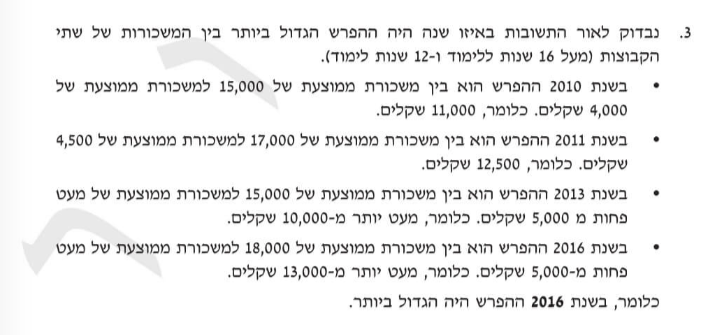 3. נבדוק לאור התשובות באיזו שנה היה ההפרש הגדול ביותר בין המשכורות של שתי
הקבוצות (מעל 16 שנות ללימוד ו-12 שנות לימוד).
• בשנת 2010 ההפרש הוא בין משכורת ממוצעת של 15,000 למשכורת ממוצעת של
4,000 שקלים. כלומר, 11,000 שקלים.
• בשנת 2011 ההפרש הוא בין משכורת ממוצעת של 17,000 למשכורת ממוצעת של 4,500
שקלים. כלומר, 12,500 שקלים.
• בשנת 2013 ההפרש הוא בין משכורת ממוצעת של 15,000 למשכורת ממוצעת של מעט
פחות מ 5,000 שקלים. כלומר, מעט יותר מ-10,000 שקלים.
• בשנת 2016 ההפרש הוא בין משכורת ממוצעת של 18,000 למשכורת ממוצעת של מעט
פחות מ-5,000 שקלים. כלומר, מעט יותר מ-13,000 שקלים.
כלומר, בשנת 2016 ההפרש היה הגדול ביותר.